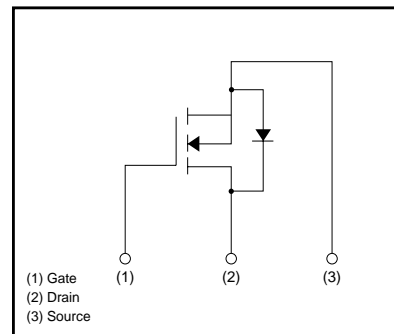 (1) (2) (3)
(1) Gate
(2) Drain
(3) Source